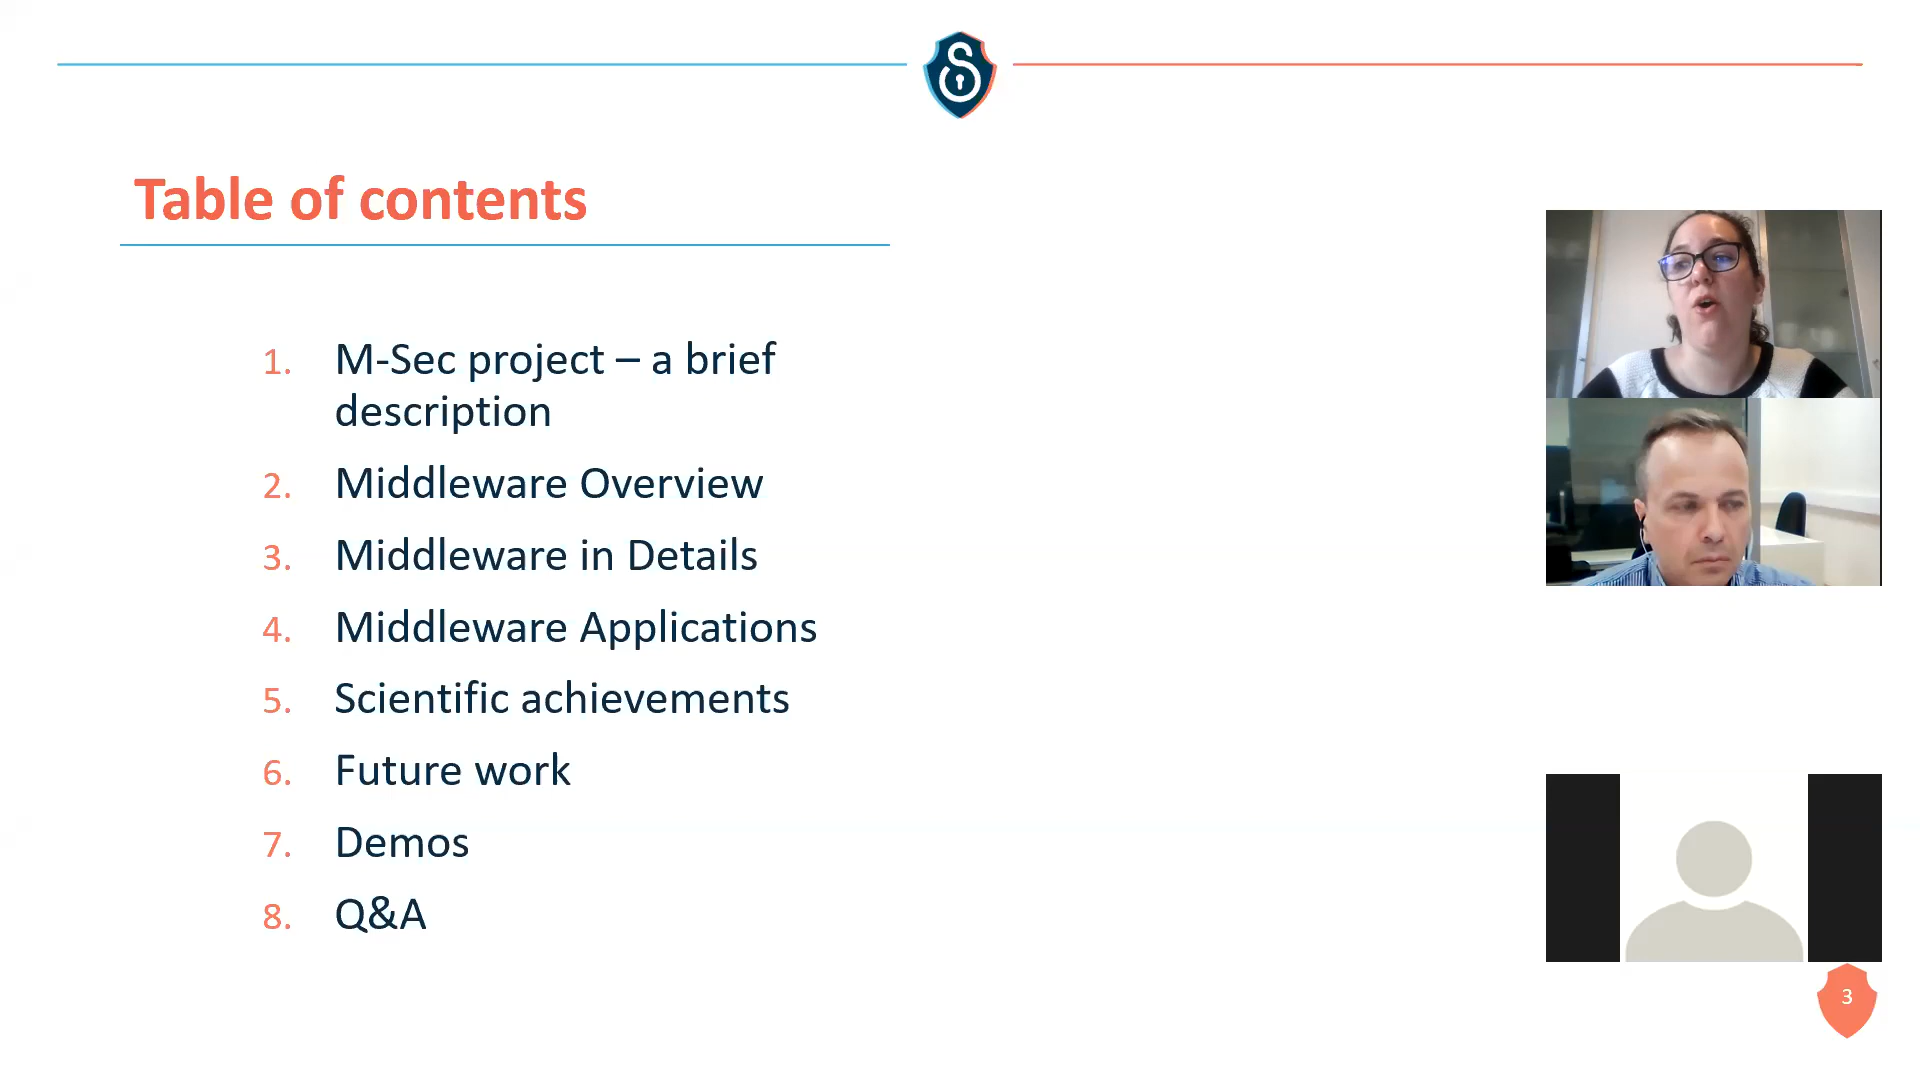 Table of contents
1. M-Sec project – a brief
description
2. Middleware Overview
3. Middleware in Details
4. Middleware Applications
5. Scientific achievements
6. Future work
7. Demos
8. Q&A
3